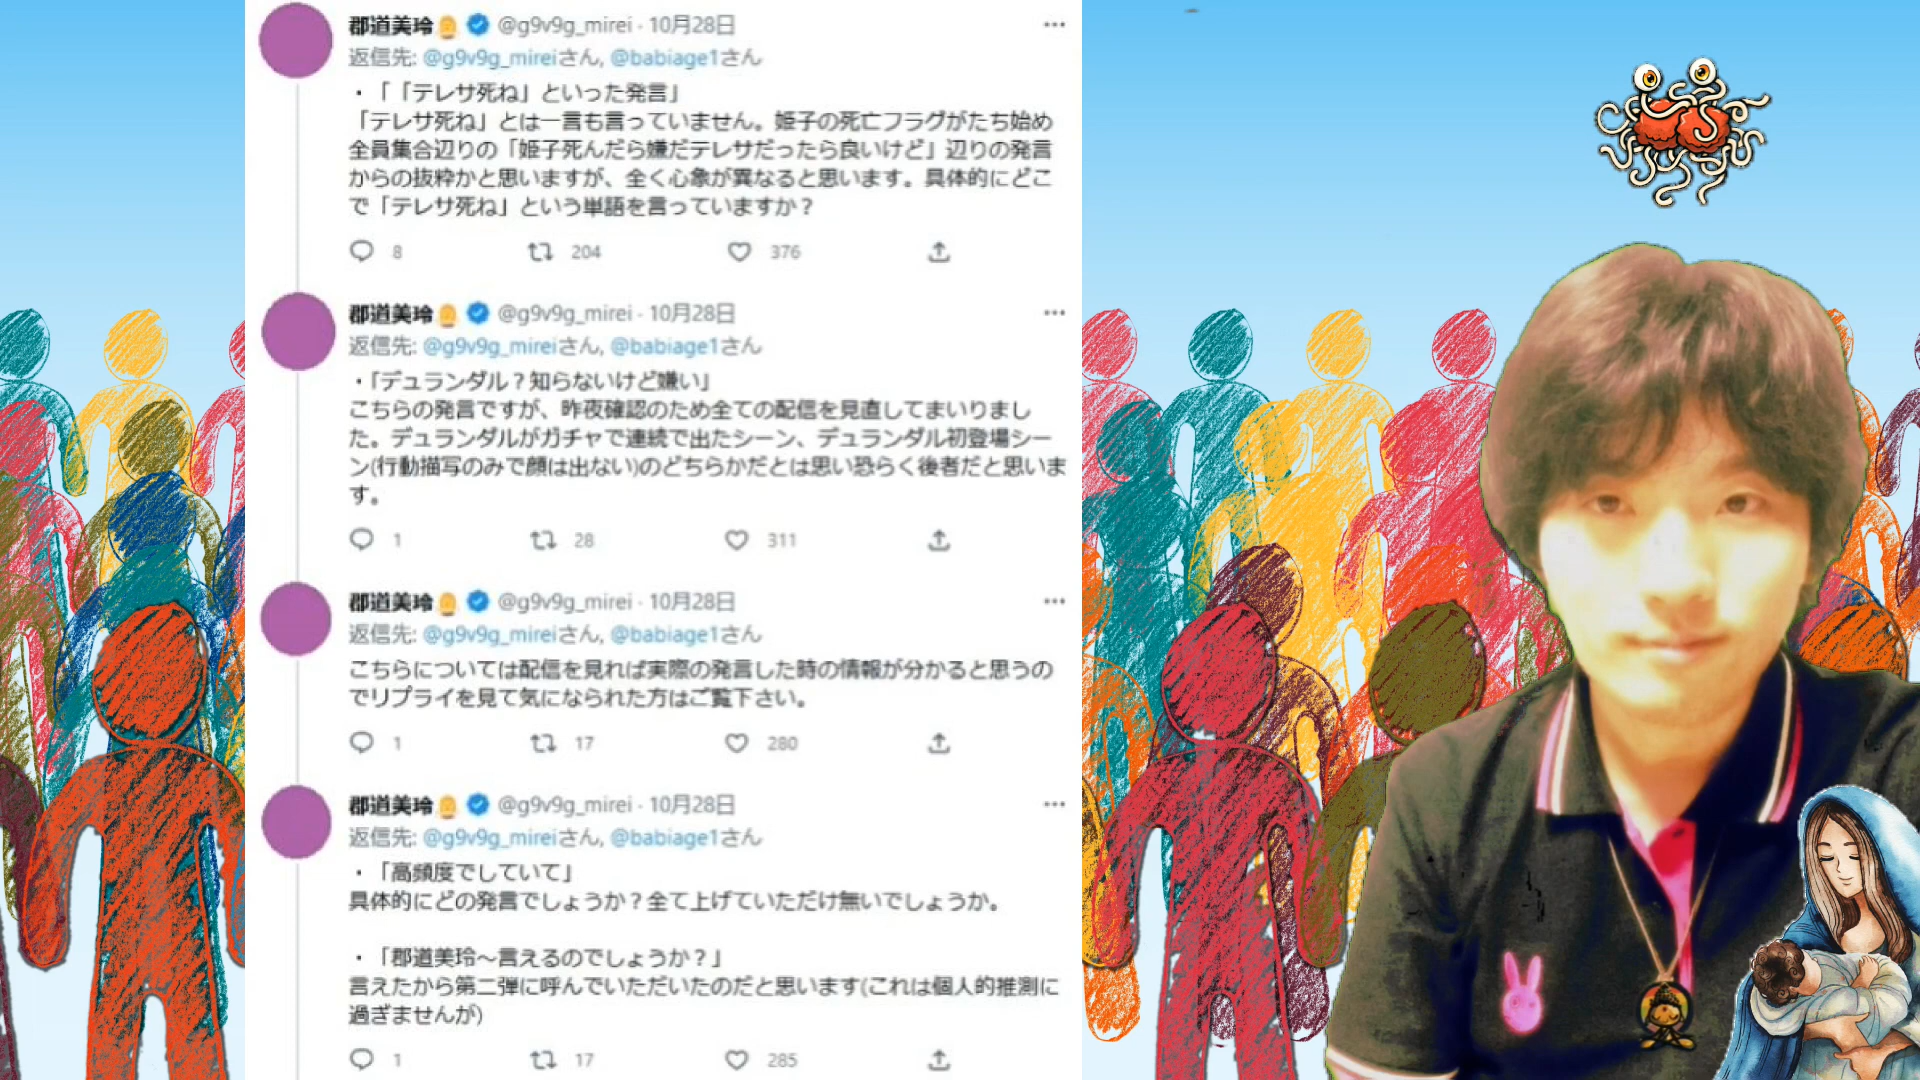 郡道美玲 @g9v9g_mirei · 10月28日
返信先: @g9v9g_mireiさん, @babiage1さん
・「「テレサ死ね」といった発言」
「テレサ死ね」とは一言も言っていません。姫子の死亡フラグがたち始め
全員集合辺りの「姫子死んだら嫌だテレサだったら良いけど」辺りの発言
からの抜粋かと思いますが、全く心象が異なると思います。具体的にどこ
で「テレサ死ね」という単語を言っていますか？
8 204 376
郡道美玲 @g9v9g_mirei · 10月28日
返信先: @g9v9g_mireiさん, @babiage1さん
・「デュランダル？知らないけど嫌い」
こちらの発言ですが、昨夜確認のため全ての配信を見直してまいりまし
た。デュランダルがガチャで連続で出たシーン、デュランダル初登場シー
ン(行動描写のみで顔は出ない)のどちらかだとは思い恐らく後者だと思いま
す。
1 28 311
郡道美玲 @g9v9g_mirei · 10月28日
返信先: @g9v9g_mireiさん, @babiage1さん
こちらについては配信を見れば実際の発言した時の情報が分かると思うの
でリプライを見て気になられた方はご覧下さい。
1 17 280
郡道美玲 @g9v9g_mirei · 10月28日
返信先: @g9v9g_mireiさん, @babiage1さん
・「高頻度でしていて」
具体的にどの発言でしょうか？全て上げていただけ無いでしょうか。
・「郡道美玲～言えるのでしょうか？」
言えたから第二弾に呼んでいただいたのだと思います(これは個人的推測に
過ぎませんが)
1 17 285